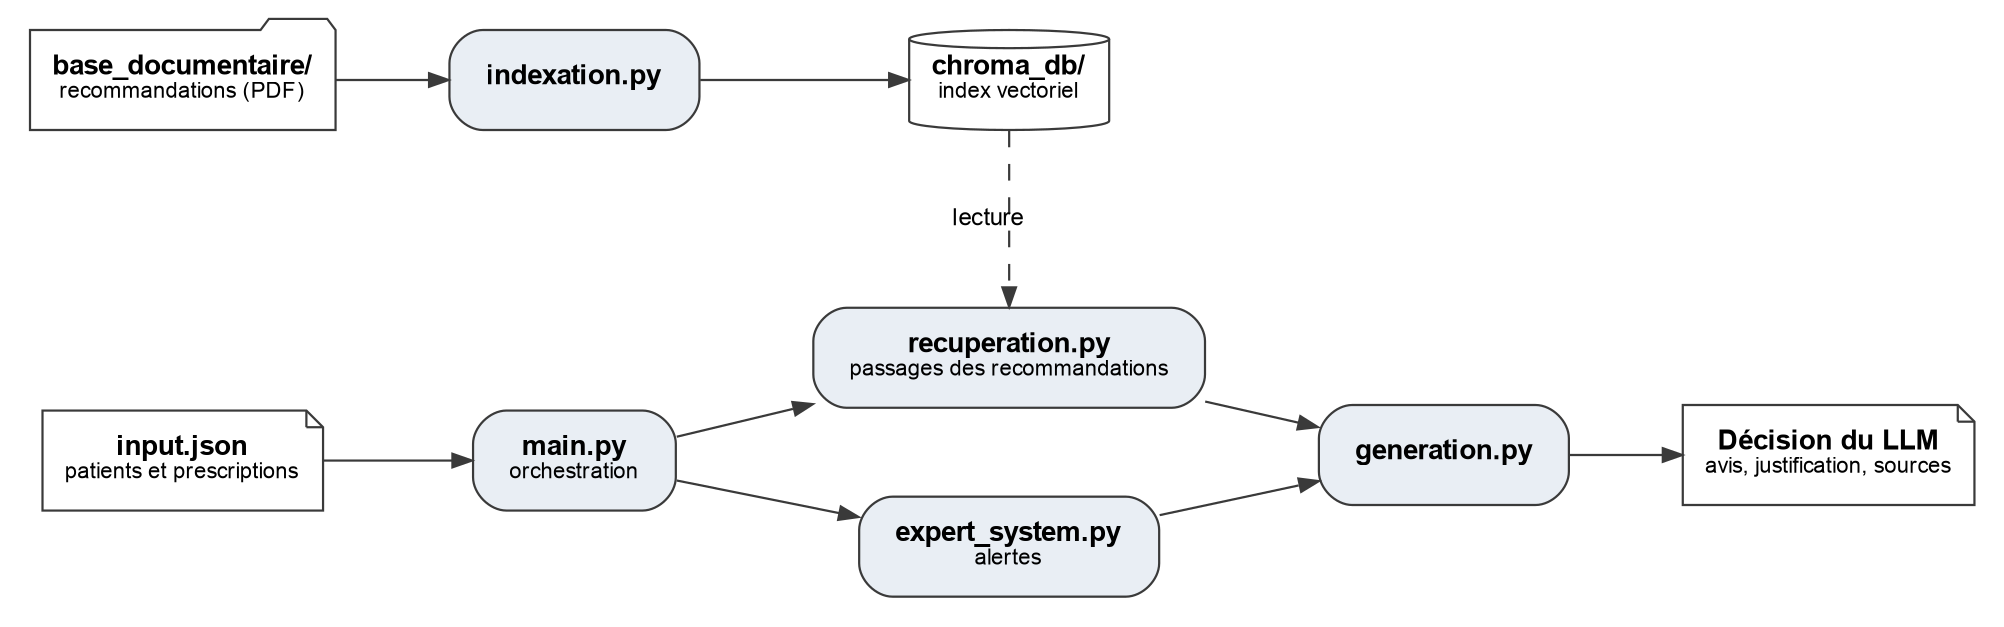 base_documentaire/
recommandations (PDF)
indexation.py
chroma_db/
index vectoriel
lecture
recuperation.py
passages des recommandations
input.json
patients et prescriptions
main.py
orchestration
expert_system.py
alertes
generation.py
Décision du LLM
avis, justification, sources